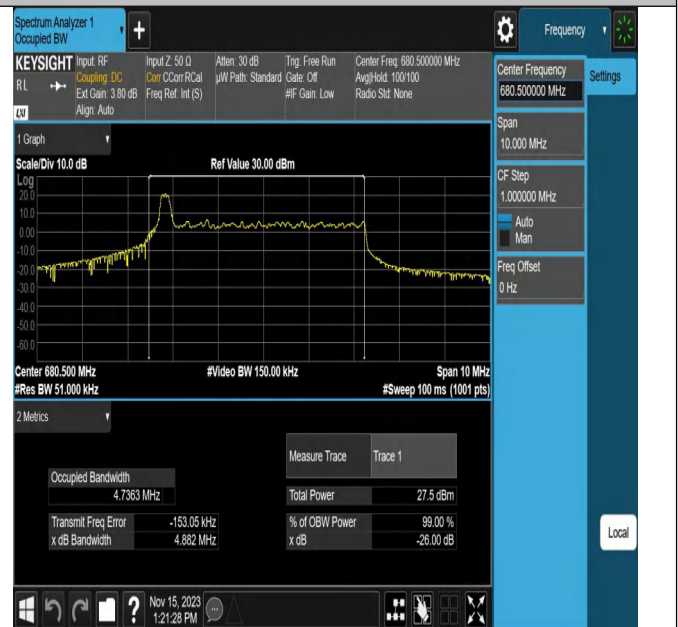 Spectrum Analyzer 1
Occupied BW
+
Frequency
KEYSIGHT Input: RF Input Z: 50 Ω Atten: 30 dB Trig: Free Run Center Freq: 680.500000 MHz
RL Coupling: DC Corr CCorr RCal µW Path: Standard Gate: Off Avg|Hold: 100/100
Ext Gain: 3.80 dB Freq Ref: Int (S) #IF Gain: Low Radio Std: None
LXI Align: Auto
Center Frequency
680.500000 MHz
Settings
Span
10.000 MHz
CF Step
1.000000 MHz
Auto
Man
Freq Offset
0 Hz
1 Graph
Scale/Div 10.0 dB Ref Value 30.00 dBm
Log
20.0
10.0
0.00
-10.0
-20.0
-30.0
-40.0
-50.0
-60.0
Center 680.500 MHz #Video BW 150.00 kHz Span 10 MHz
#Res BW 51.000 kHz #Sweep 100 ms (1001 pts)
2 Metrics
Measure Trace Trace 1
Occupied Bandwidth
4.7363 MHz
Total Power 27.5 dBm
Transmit Freq Error -153.05 kHz % of OBW Power 99.00 %
x dB Bandwidth 4.882 MHz x dB -26.00 dB
Local
? Nov 15, 2023
1:21:28 PM